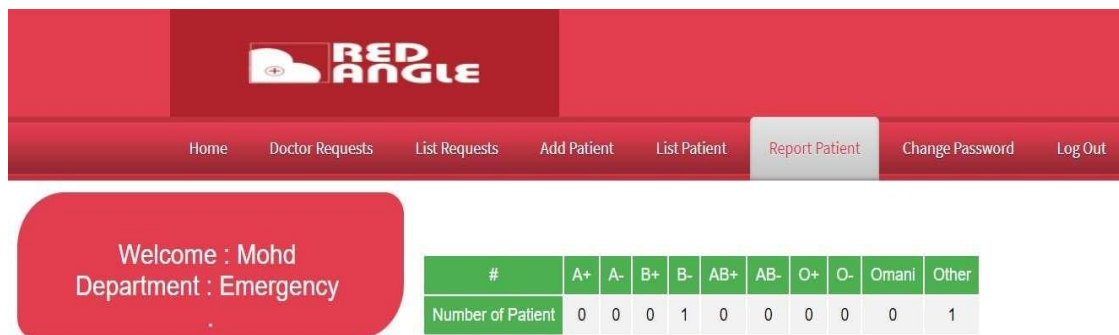 RED
ANGLE
Home Doctor Requests List Requests Add Patient List Patient Report Patient Change Password Log Out
Welcome : Mohd
Department : Emergency
.
# A+ A- B+ B- AB+ AB- O+ O- Omani Other
Number of Patient 0 0 0 1 0 0 0 0 0 1